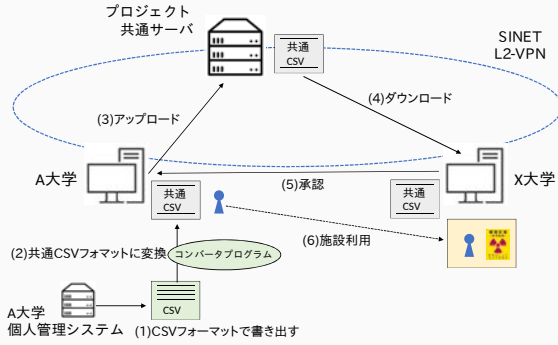 プロジェクト
共通サーバ
共通
CSV
SINET
L2-VPN
(3)アップロード
(4)ダウンロード
A大学
X大学
(5)承認
共通
CSV
共通
CSV
(6)施設利用
(2)共通CSVフォマットに変換
コンバータプログラム
CSV
A大学
個人管理システム
(1)CSVフォーマットで書き出す